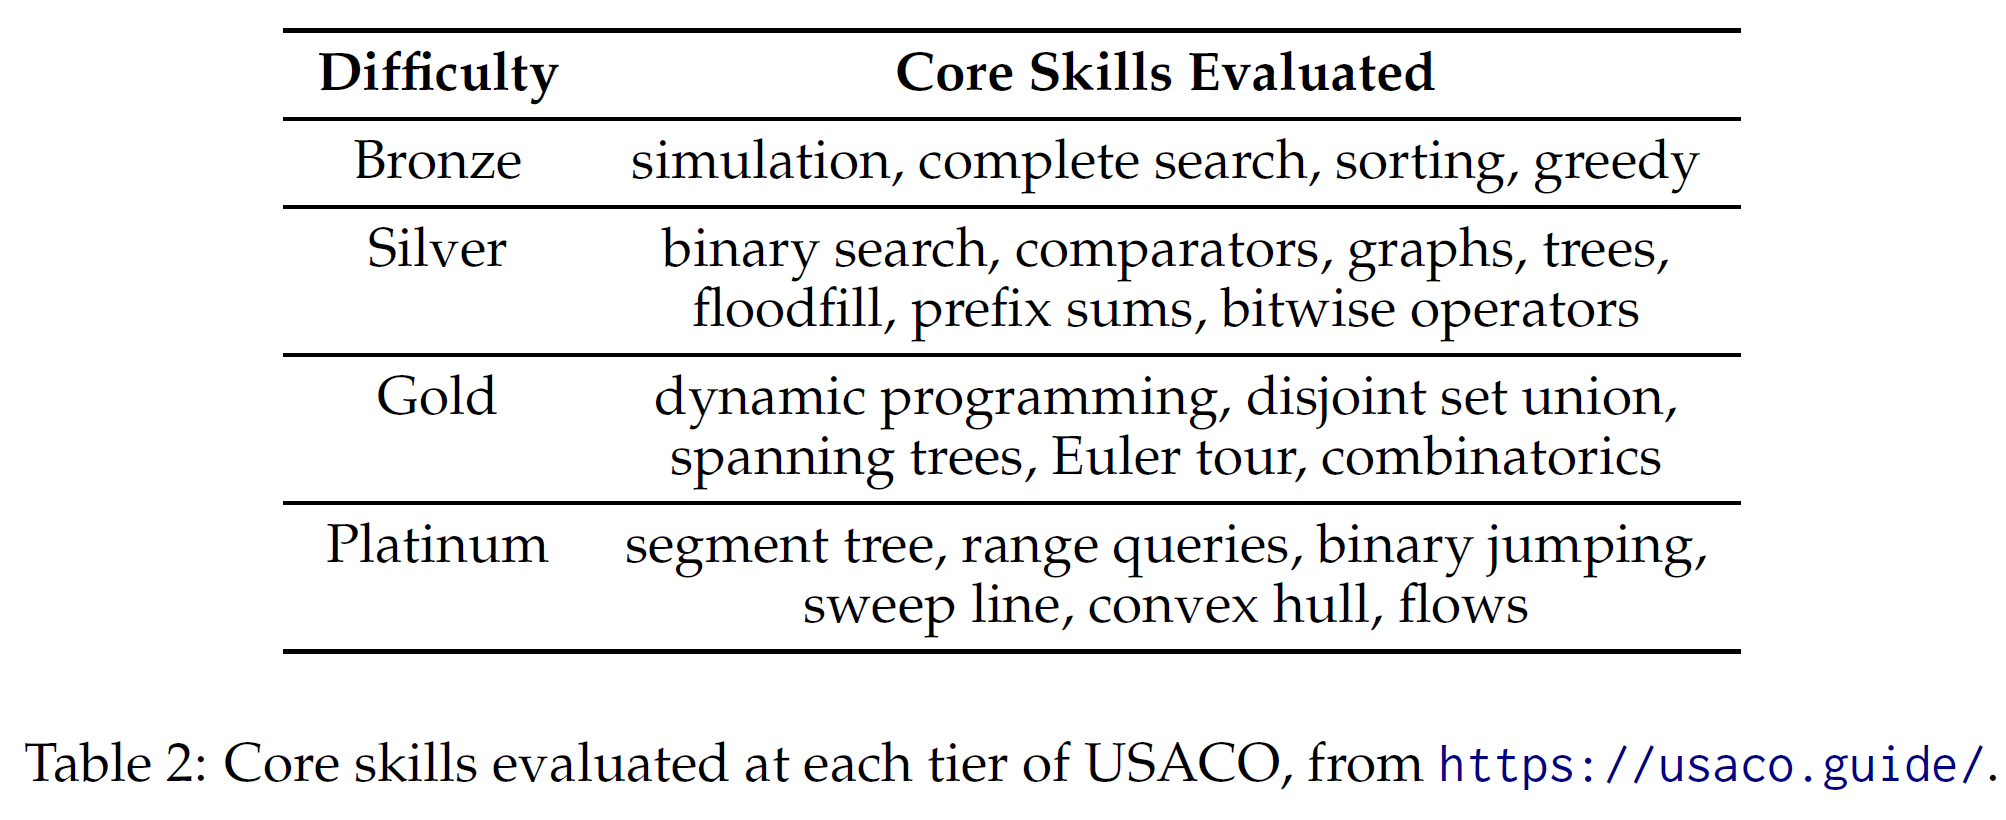 Difficulty Core Skills Evaluated
Bronze simulation, complete search, sorting, greedy
Silver binary search, comparators, graphs, trees,
floodfill, prefix sums, bitwise operators
Gold dynamic programming, disjoint set union,
spanning trees, Euler tour, combinatorics
Platinum segment tree, range queries, binary jumping,
sweep line, convex hull, flows
Table 2: Core skills evaluated at each tier of USACO, from https://usaco.guide/.